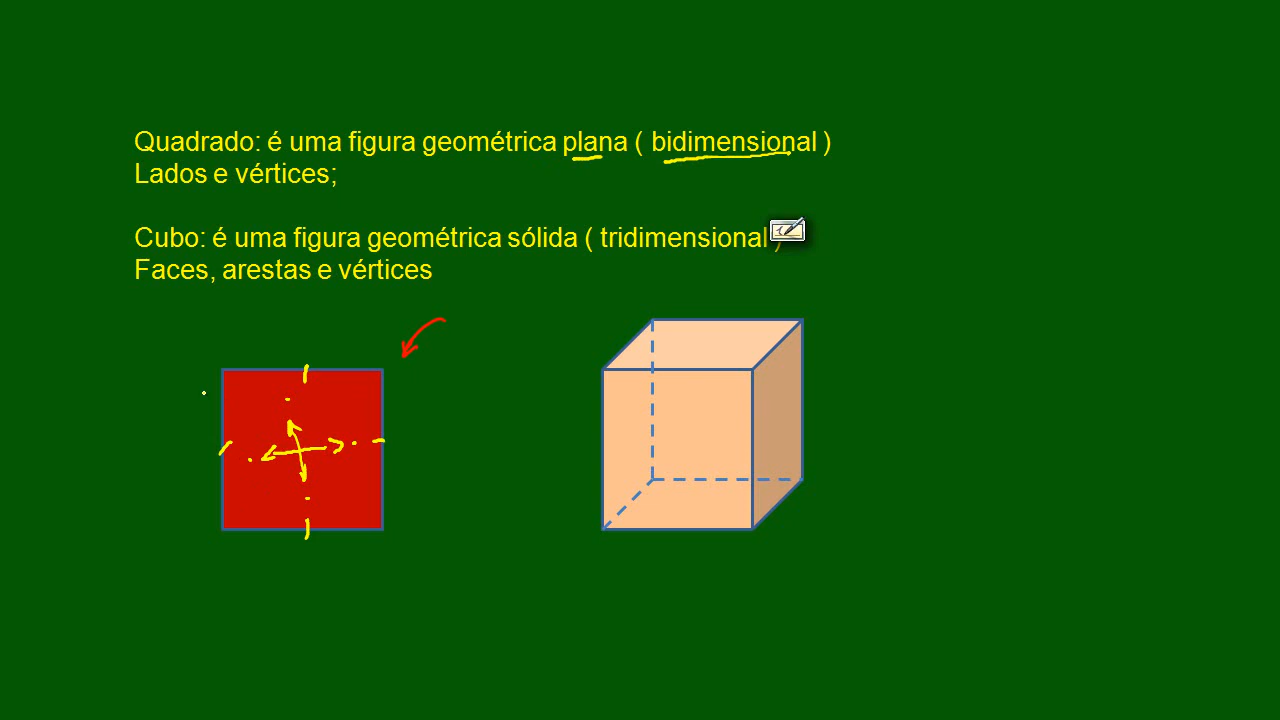 Quadrado: é uma figura geométrica plana ( bidimensional )
Lados e vértices;
Cubo: é uma figura geométrica sólida ( tridimensional )
Faces, arestas e vértices